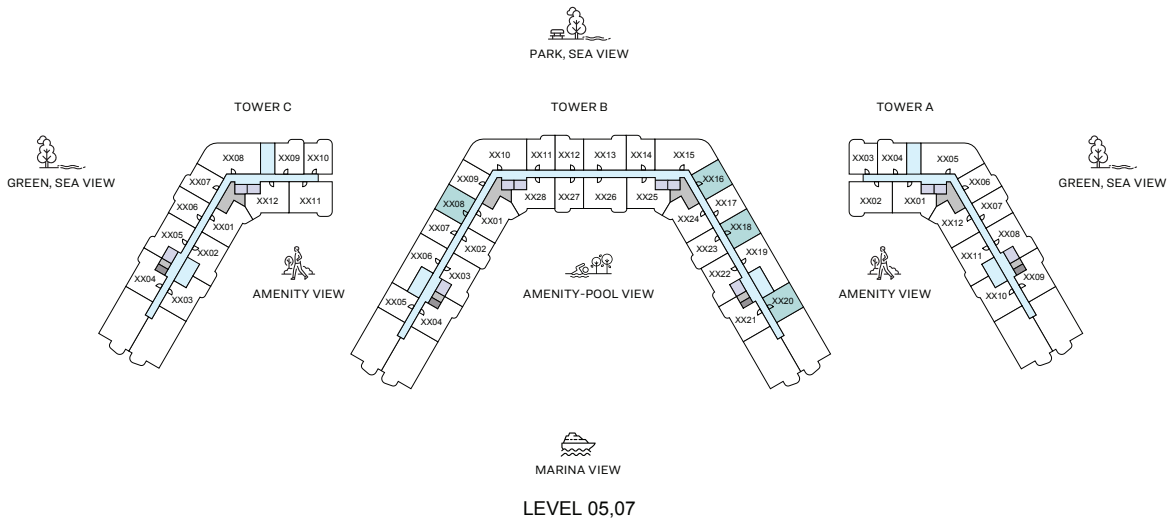 PARK, SEA VIEW
TOWER C
TOWER B
TOWER A
GREEN, SEA VIEW
GREEN, SEA VIEW
XX08
XX09
XX10
XX07
XX06
XX05
XX04
XX12
XX11
XX01
XX02
XX03
XX10
XX11
XX12
XX13
XX14
XX15
XX09
XX08
XX07
XX06
XX05
XX28
XX27
XX26
XX25
XX01
XX02
XX03
XX04
XX16
XX17
XX18
XX19
XX20
XX24
XX23
XX22
XX21
XX03
XX04
XX05
XX02
XX01
XX06
XX07
XX08
XX09
XX12
XX11
XX10
AMENITY VIEW
AMENITY-POOL VIEW
AMENITY VIEW
MARINA VIEW
LEVEL 05,07